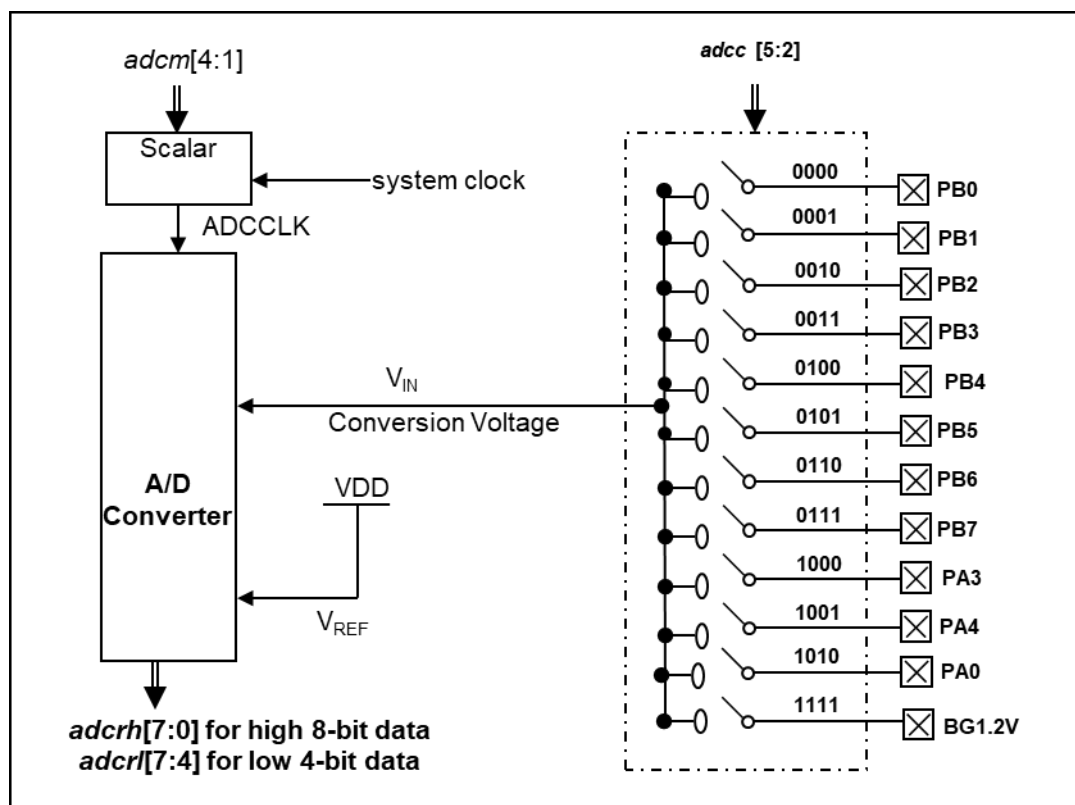 adcm[4:1]
Scalar
system clock
ADCCLK
A/D
Converter
VIN
Conversion Voltage
VDD
VREF
adcrh[7:0] for high 8-bit data
adcrl[7:4] for low 4-bit data
adcc [5:2]
0000 PB0
0001 PB1
0010 PB2
0011 PB3
0100 PB4
0101 PB5
0110 PB6
0111 PB7
1000 PA3
1001 PA4
1010 PA0
1111 BG1.2V